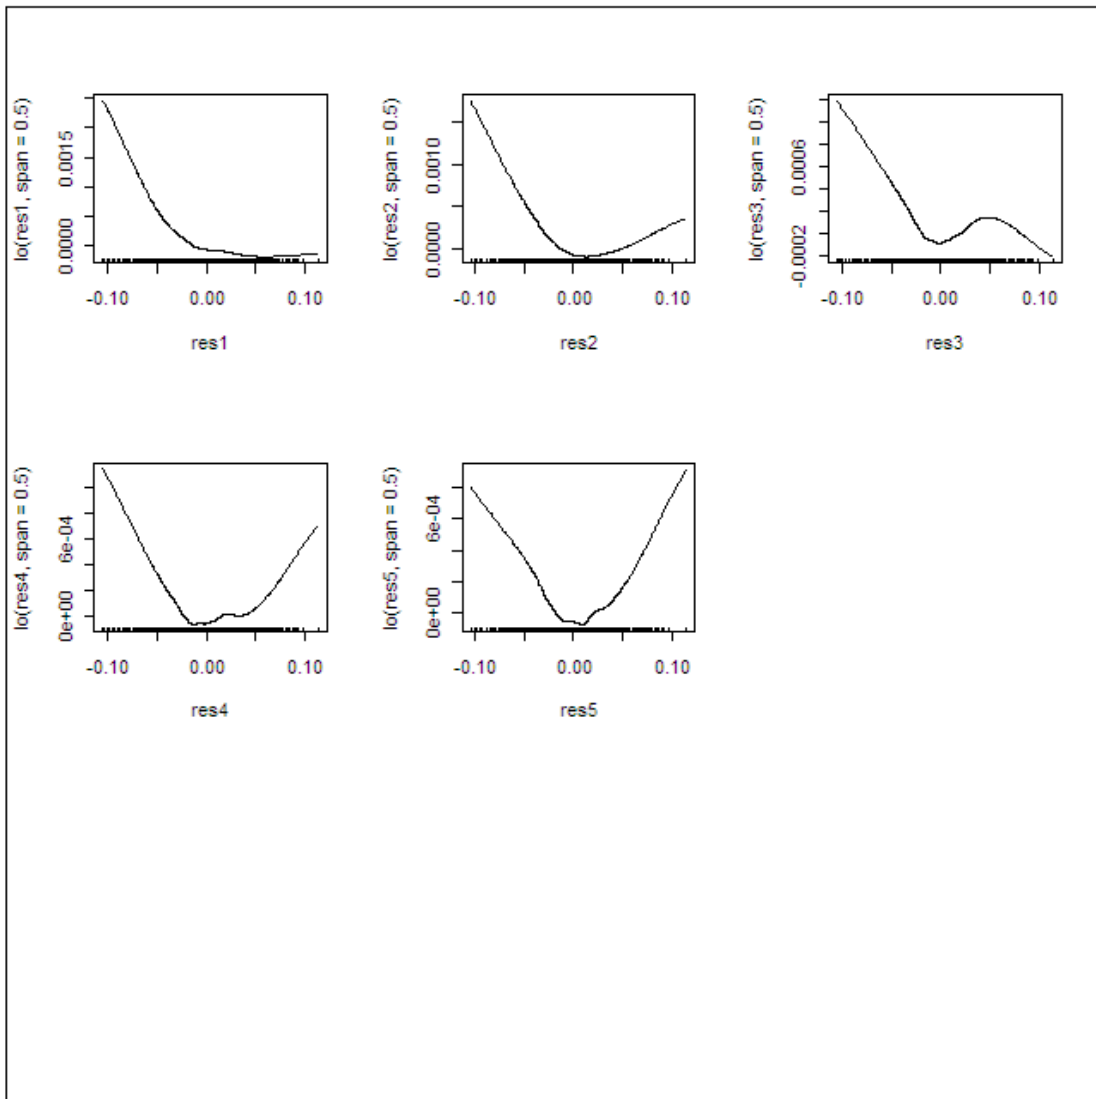 lo(res1, span = 0.5)
0.0015
0.0000
-0.10 0.00 0.10
res1
lo(res2, span = 0.5)
0.0010
0.0000
-0.10 0.00 0.10
res2
lo(res3, span = 0.5)
0.0006
-0.0002
-0.10 0.00 0.10
res3
lo(res4, span = 0.5)
6e-04
0e+00
-0.10 0.00 0.10
res4
lo(res5, span = 0.5)
6e-04
0e+00
-0.10 0.00 0.10
res5